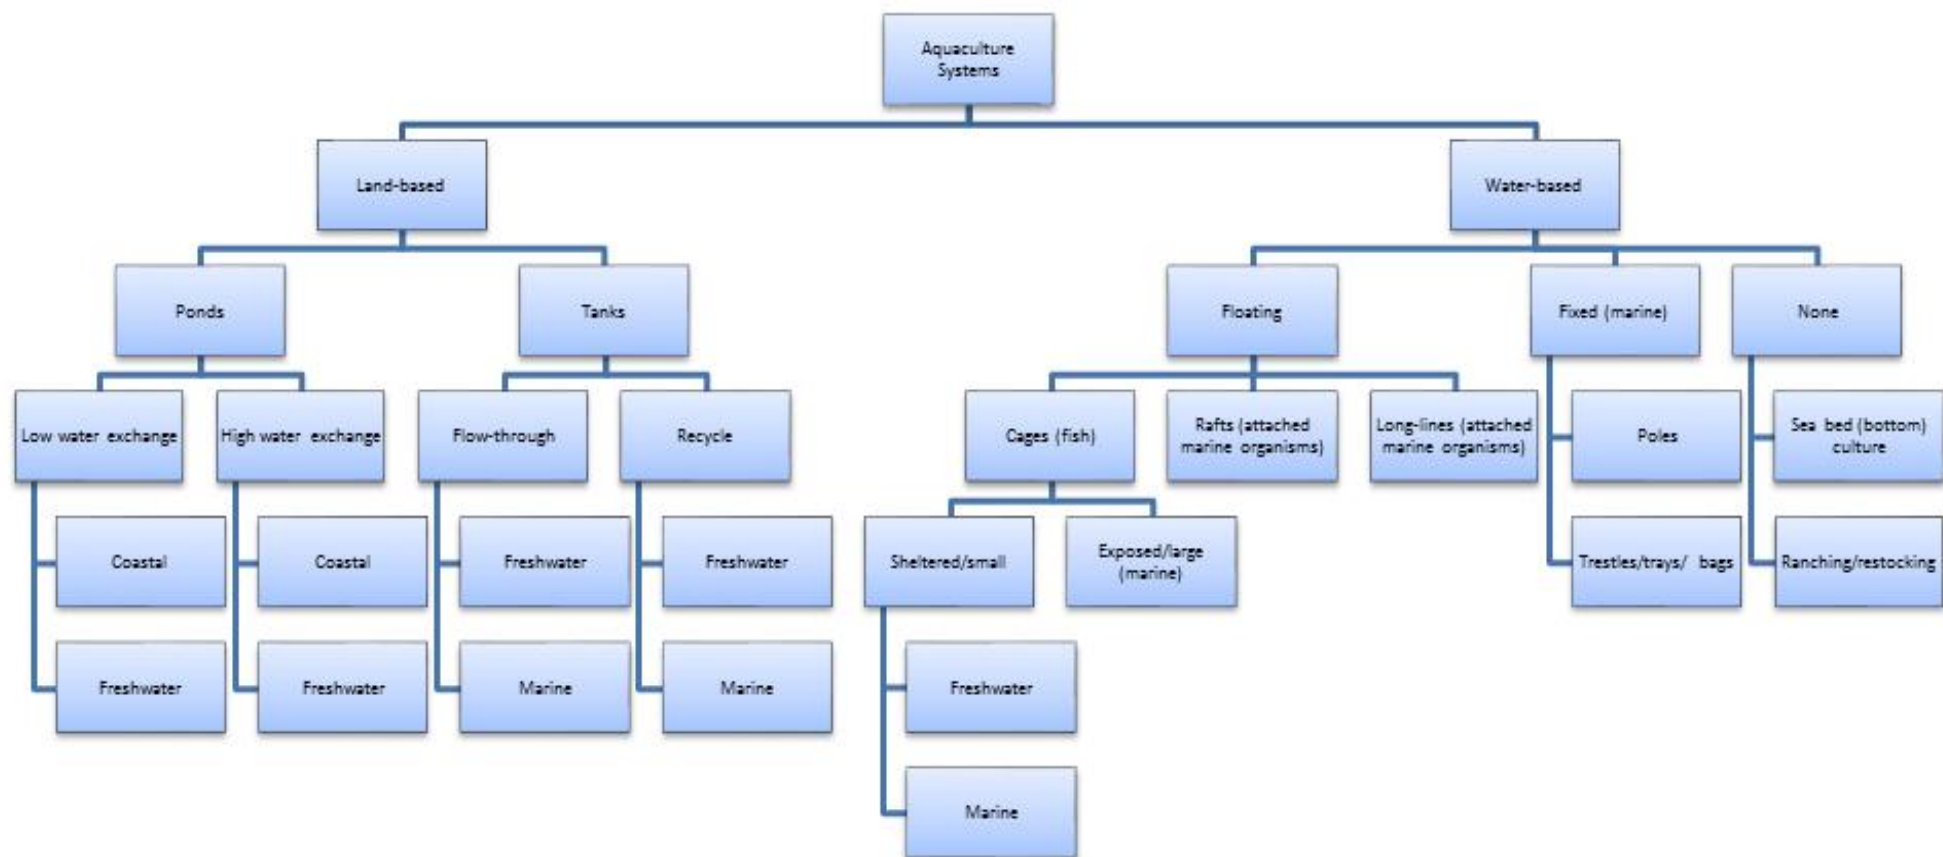 Aquaculture
Systems
Land-based
Water-based
Ponds
Tanks
Floating
Fixed (marine)
None
Low water exchange
High water exchange
Flow-through
Recycle
Cages (fish)
Rafts (attached
marine organisms)
Long-lines (attached
marine organisms)
Poles
Sea bed (bottom)
culture
Coastal
Coastal
Freshwater
Freshwater
Sheltered/small
Exposed/large
(marine)
Trestles/trays/ bags
Ranching/restocking
Freshwater
Freshwater
Marine
Marine
Freshwater
Marine